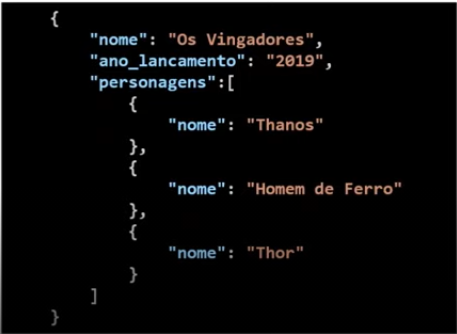 {
"nome": "Os Vingadores",
"ano_lancamento": "2019",
"personagens":[
{
"nome": "Thanos"
},
{
"nome": "Homem de Ferro"
},
{
"nome": "Thor"
}
]
}